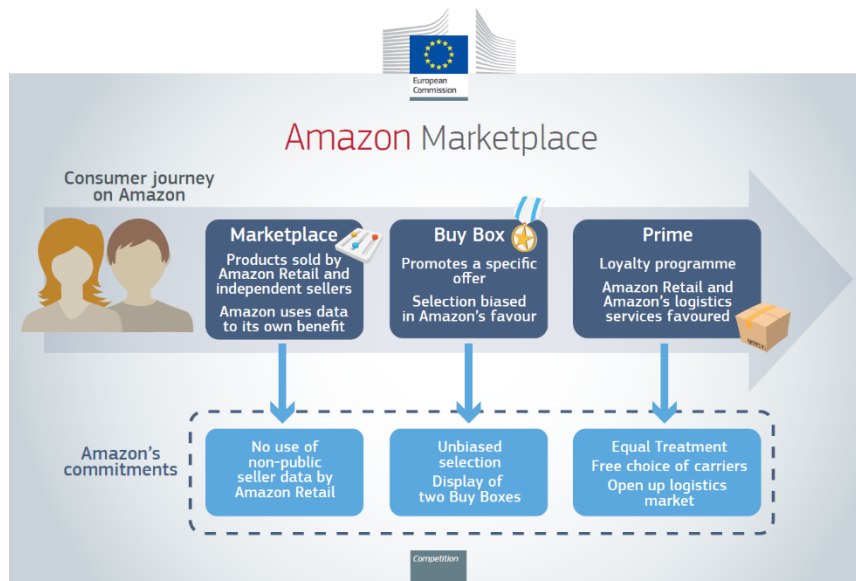 European
Commission
Amazon Marketplace
Consumer journey
on Amazon
Marketplace
Products sold by
Amazon Retail and
independent sellers
Amazon uses data
to its own benefit
Buy Box
Promotes a specific
offer
Selection biased
in Amazon's favour
Prime
Loyalty programme
Amazon Retail and
Amazon's logistics
services favoured
Amazon's
commitments
No use of
non-public
seller data by
Amazon Retail
Unbiased
selection
Display of
two Buy Boxes
Equal Treatment
Free choice of carriers
Open up logistics
market
Competition